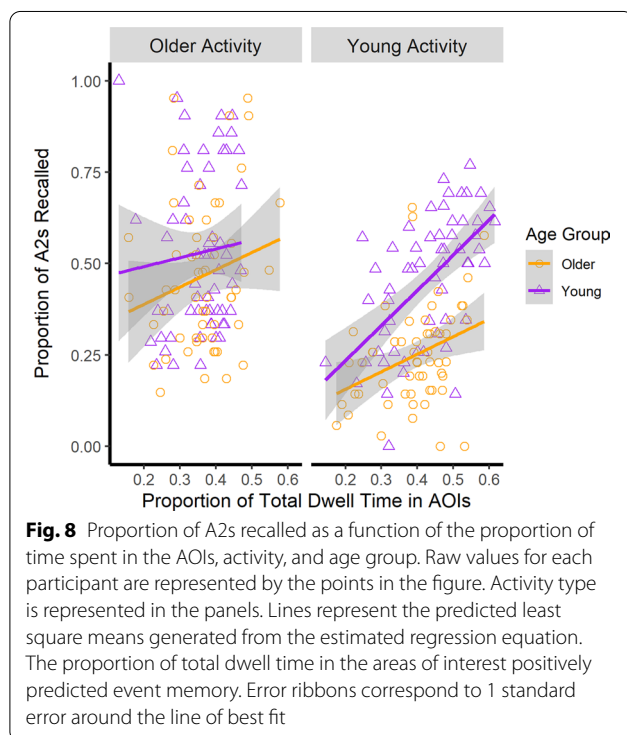 Older Activity
Young Activity
1.00
0.75
0.50
0.25
0.00
Proportion of A2s Recalled
0.2 0.3 0.4 0.5 0.6
0.2 0.3 0.4 0.5 0.6
Proportion of Total Dwell Time in AOIs
Age Group
Older
Young
Fig. 8 Proportion of A2s recalled as a function of the proportion of
time spent in the AOIs, activity, and age group. Raw values for each
participant are represented by the points in the figure. Activity type
is represented in the panels. Lines represent the predicted least
square means generated from the estimated regression equation.
The proportion of total dwell time in the areas of interest positively
predicted event memory. Error ribbons correspond to 1 standard
error around the line of best fit